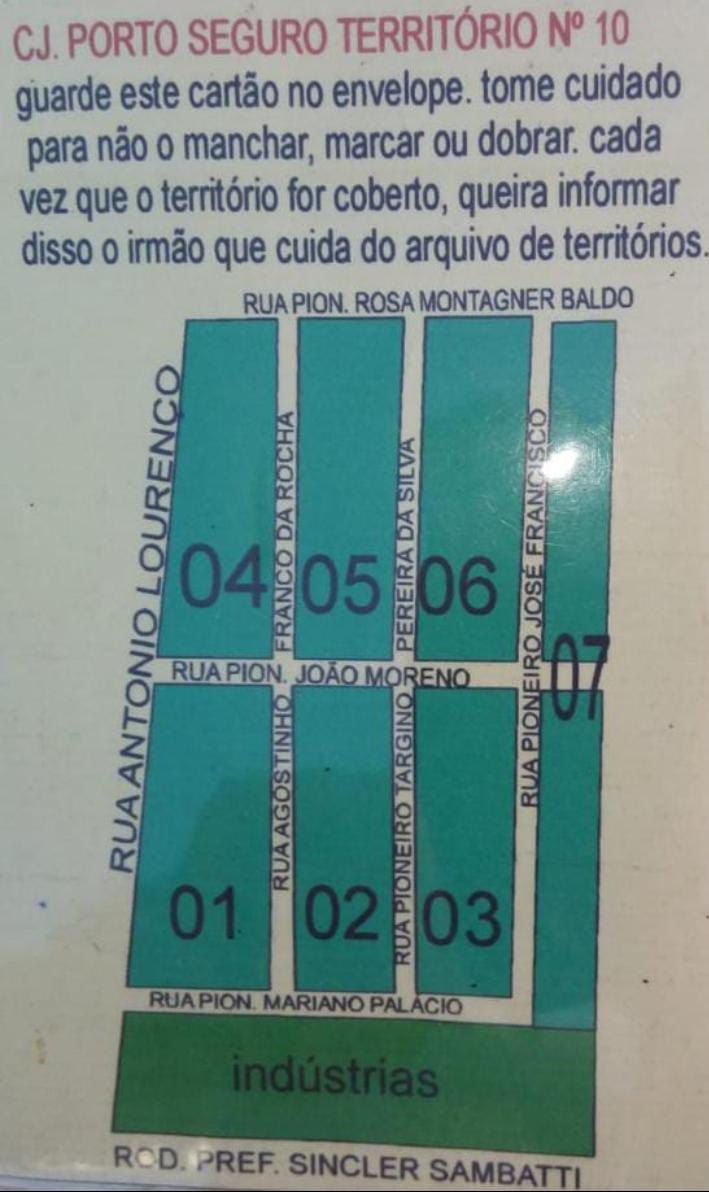 CJ. PORTO SEGURO TERRITÓRIO Nº 10
guarde este cartão no envelope. tome cuidado
para não o manchar, marcar ou dobrar. cada
vez que o território for coberto, queira informar
disso o irmão que cuida do arquivo de territórios.
RUA PION. ROSA MONTAGNER BALDO
RUA ANTONIO LOURENÇO
04
FRANCO DA ROCHA
05
PEREIRA DA SILVA
06
RUA PION. JOÃO MORENO
RUA PIONEIRO JOSÉ FRANCISCO
07
01
RUA AGOSTINHO
02
RUA PIONEIRO TARGINO
03
RUA PION. MARIANO PALÁCIO
indústrias
ROD. PREF. SINCLER SAMBATTI